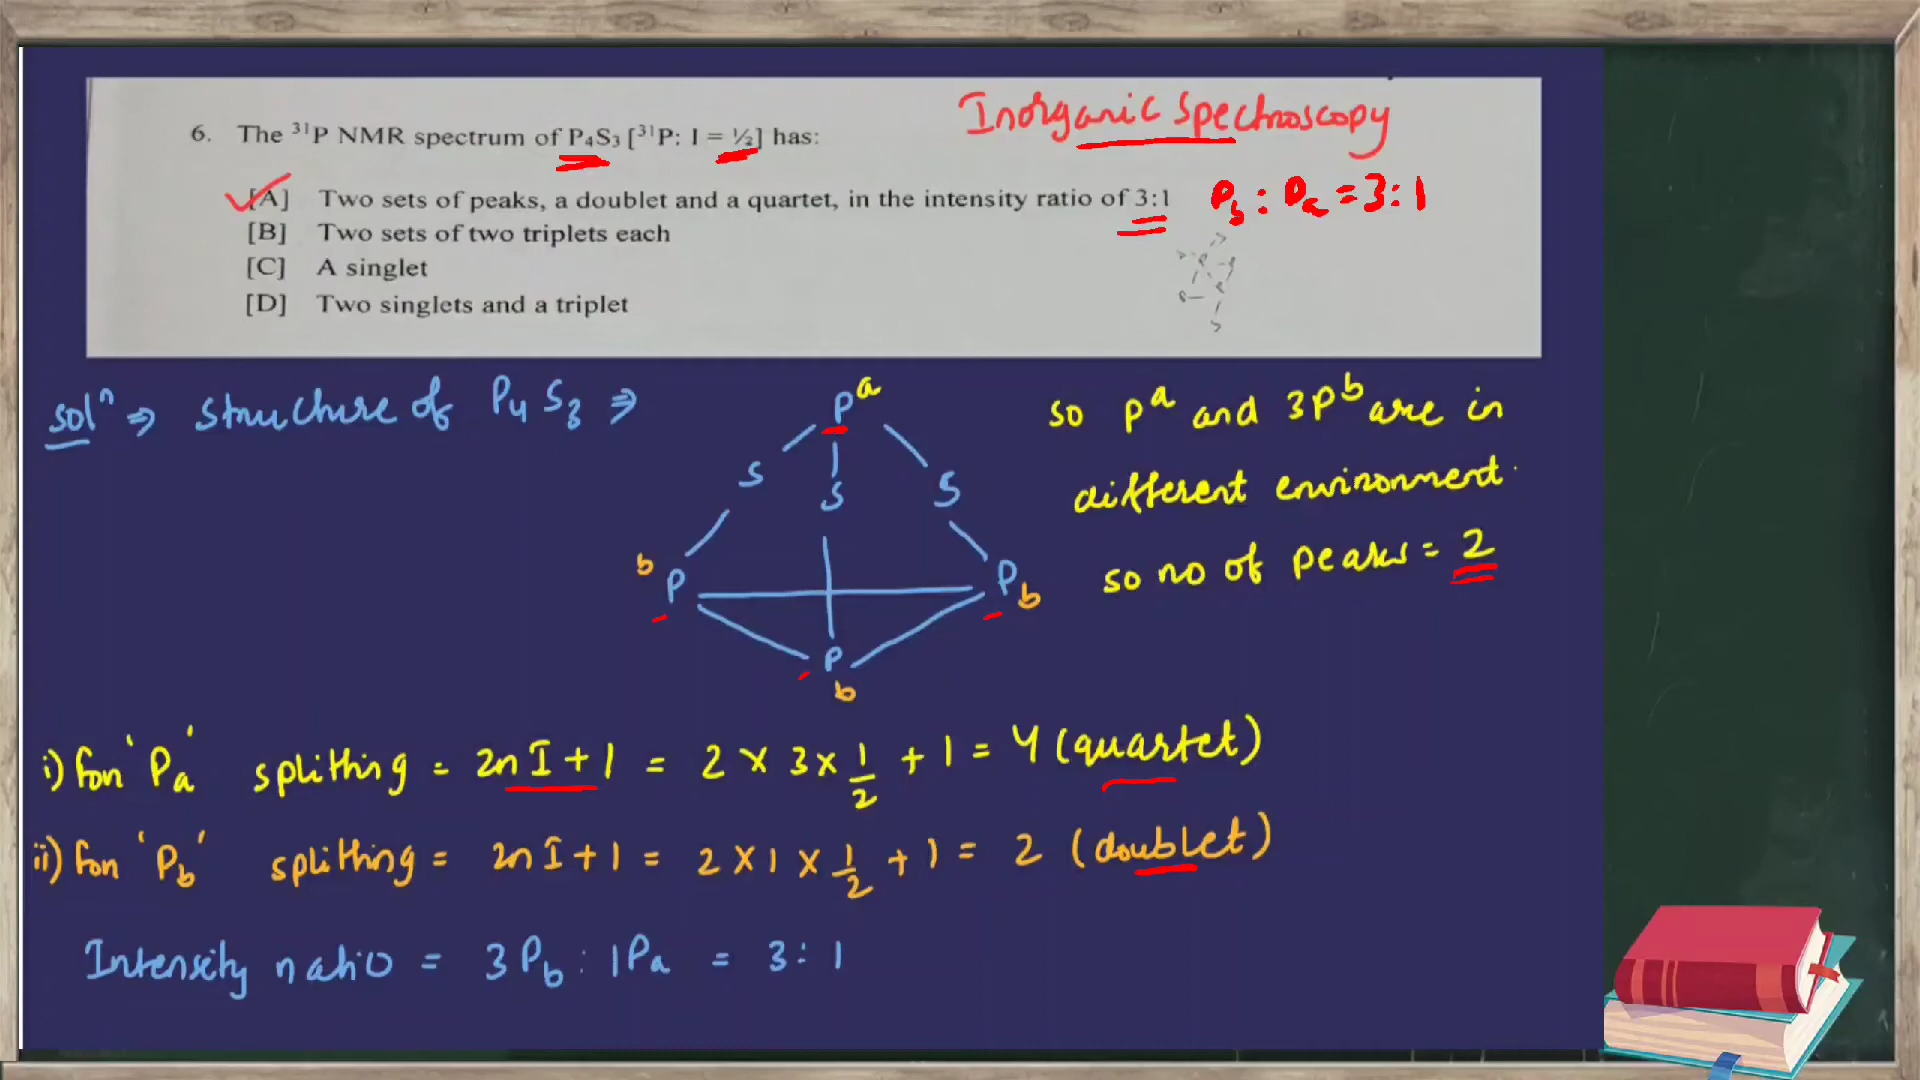 Inorganic Spectroscopy
6. The ³¹P NMR spectrum of P₄S₃ [³¹P: I = ½] has:
[A] Two sets of peaks, a doublet and a quartet, in the intensity ratio of 3:1
P_b : P_a = 3:1
[B] Two sets of two triplets each
[C] A singlet
[D] Two singlets and a triplet
solⁿ ⇒ structure of P₄S₃ ⇒
P a
S S S
b P
P b
P
b
so Pᵃ and 3Pᵇ are in
different environment.
so no of peaks = 2
i) for 'Pa' splitting = 2nI+1 = 2 × 3 × 1/2 + 1 = 4 (quartet)
ii) for 'Pb' splitting = 2nI+1 = 2 × 1 × 1/2 + 1 = 2 (doublet)
Intensity ratio = 3Pb : 1Pa = 3:1